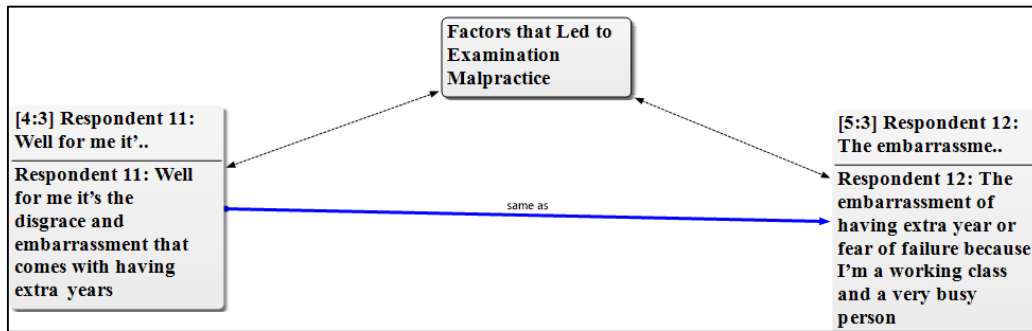 Factors that Led to
Examination
Malpractice
[4:3] Respondent 11:
Well for me it'..
Respondent 11: Well
for me it’s the
disgrace and
embarrassment that
comes with having
extra years
same as
[5:3] Respondent 12:
The embarrassme..
Respondent 12: The
embarrassment of
having extra year or
fear of failure because
I’m a working class
and a very busy
person